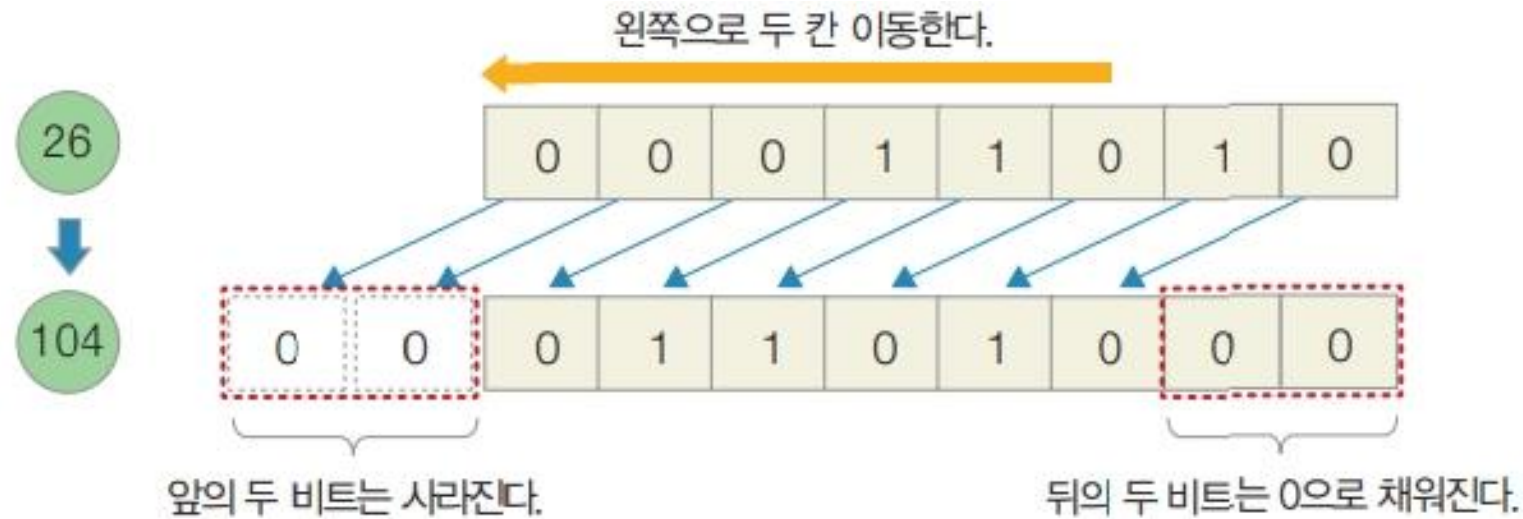 왼쪽으로 두 칸 이동한다.
26
0 0 0 1 1 0 1 0
104
0 0 0 1 1 0 1 0 0 0
앞의 두 비트는 사라진다.
뒤의 두 비트는 0으로 채워진다.